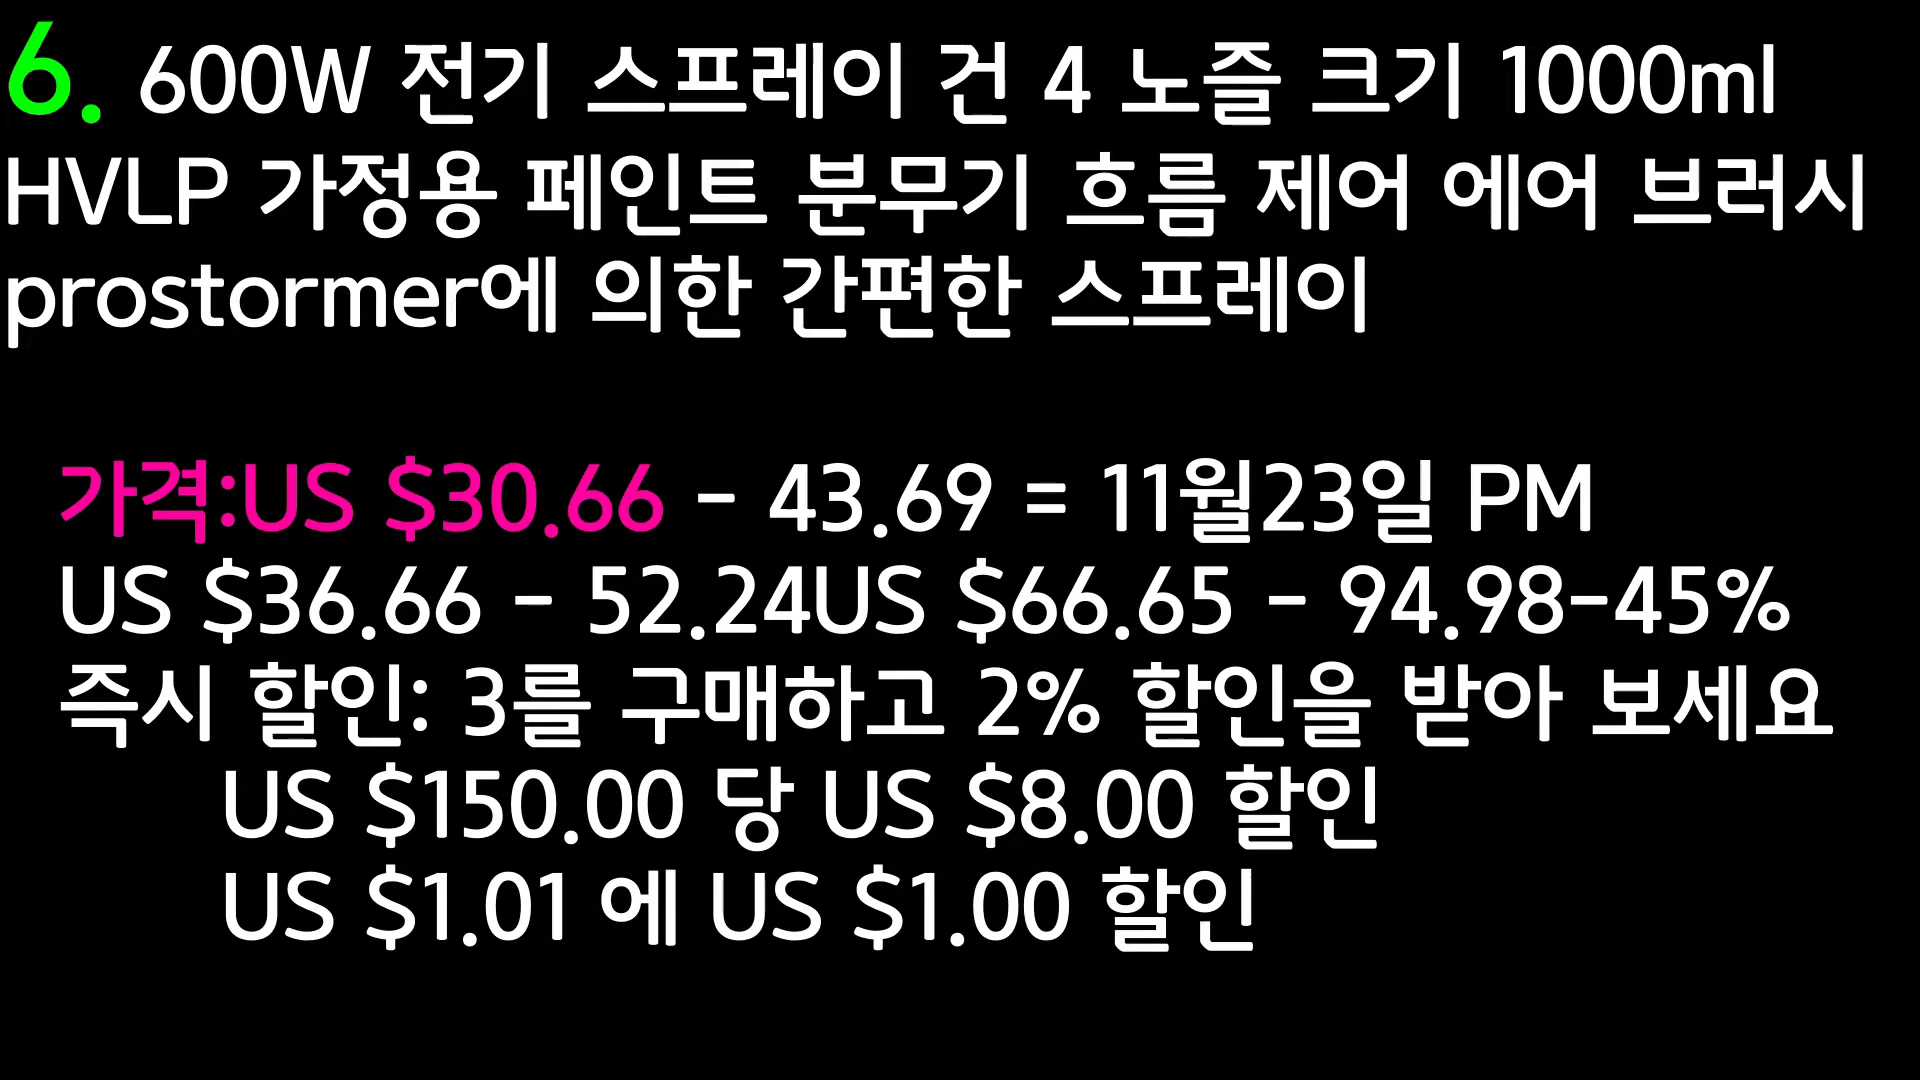 6. 600W 전기 스프레이 건 4 노즐 크기 1000ml
HVLP 가정용 페인트 분무기 흐름 제어 에어 브러시
prostormer에 의한 간편한 스프레이
가격:US $30.66 - 43.69 = 11월23일 PM
US $36.66 - 52.24US $66.65 - 94.98-45%
즉시 할인: 3를 구매하고 2% 할인을 받아 보세요
US $150.00 당 US $8.00 할인
US $1.01 에 US $1.00 할인